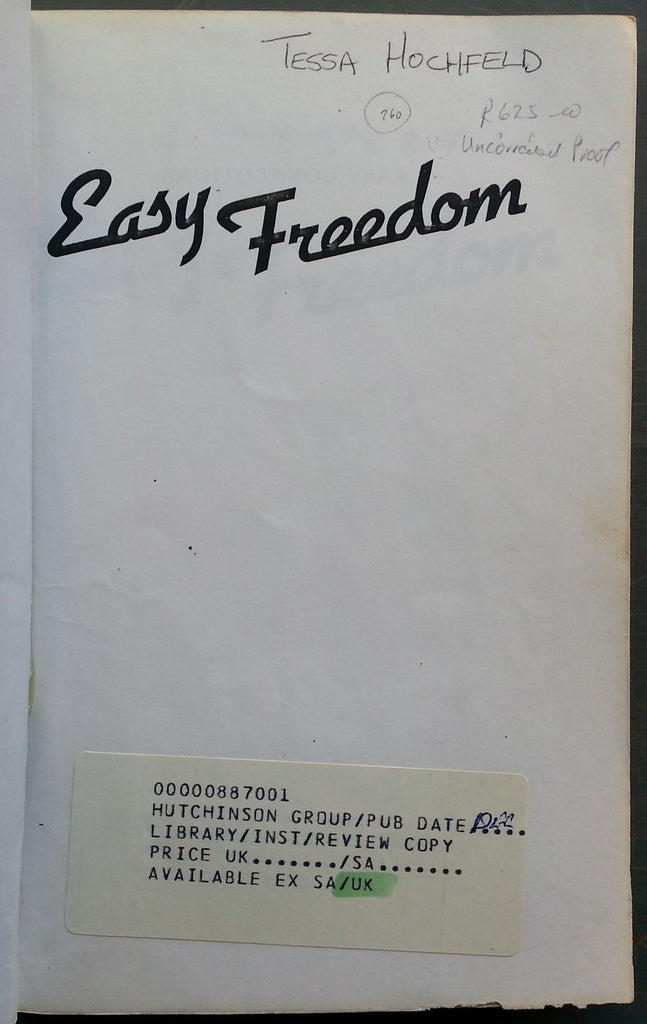 TESSA HOCHFELD
260
R625-00
Uncorrected Proof
Easy Freedom
00000887001
HUTCHINSON GROUP/PUB DATE Dec....
LIBRARY/INST/REVIEW COPY
PRICE UK......./SA.......
AVAILABLE EX SA/UK